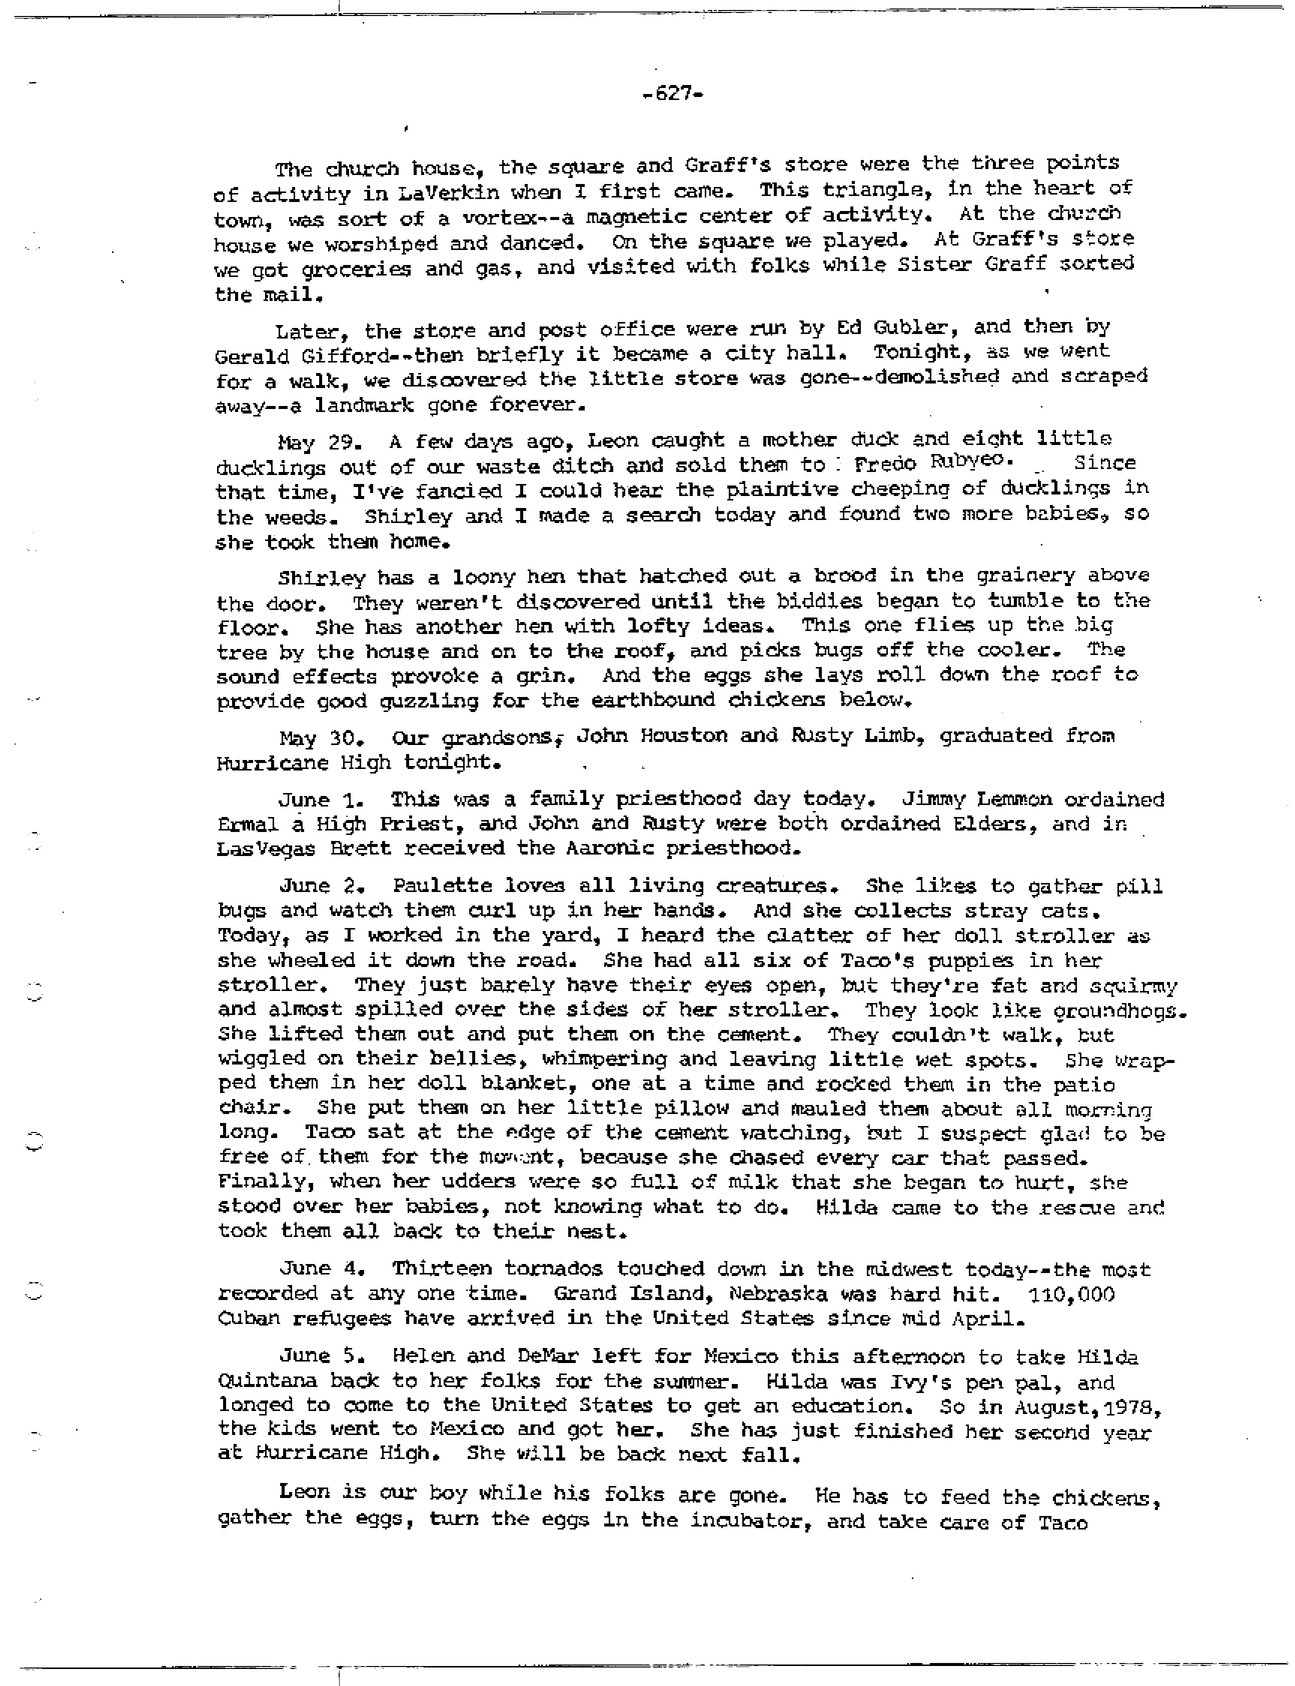 -627-
The church house, the square and Graff's store were the three points
of activity in LaVerkin when I first came. This triangle, in the heart of
town, was sort of a vortex--a magnetic center of activity. At the church
house we worshiped and danced. On the square we played. At Graff's store
we got groceries and gas, and visited with folks while Sister Graff sorted
the mail.
Later, the store and post office were run by Ed Gubler, and then by
Gerald Gifford--then briefly it became a city hall. Tonight, as we went
for a walk, we discovered the little store was gone--demolished and scraped
away--a landmark gone forever.
May 29. A few days ago, Leon caught a mother duck and eight little
ducklings out of our waste ditch and sold them to Fredo Rubyeo. Since
that time, I've fancied I could hear the plaintive cheeping of ducklings in
the weeds. Shirley and I made a search today and found two more babies, so
she took them home.
Shirley has a loony hen that hatched out a brood in the grainery above
the door. They weren't discovered until the biddies began to tumble to the
floor. She has another hen with lofty ideas. This one flies up the big
tree by the house and on to the roof, and picks bugs off the cooler. The
sound effects provoke a grin. And the eggs she lays roll down the roof to
provide good guzzling for the earthbound chickens below.
May 30. Our grandsons, John Houston and Rusty Limb, graduated from
Hurricane High tonight.
June 1. This was a family priesthood day today. Jimmy Lemmon ordained
Ermal a High Priest, and John and Rusty were both ordained Elders, and in
LasVegas Brett received the Aaronic priesthood.
June 2. Paulette loves all living creatures. She likes to gather pill
bugs and watch them curl up in her hands. And she collects stray cats.
Today, as I worked in the yard, I heard the clatter of her doll stroller as
she wheeled it down the road. She had all six of Taco's puppies in her
stroller. They just barely have their eyes open, but they're fat and squirmy
and almost spilled over the sides of her stroller. They look like groundhogs.
She lifted them out and put them on the cement. They couldn't walk, but
wiggled on their bellies, whimpering and leaving little wet spots. She wrap-
ped them in her doll blanket, one at a time and rocked them in the patio
chair. She put them on her little pillow and mauled them about all morning
long. Taco sat at the edge of the cement watching, but I suspect glad to be
free of them for the moment, because she chased every car that passed.
Finally, when her udders were so full of milk that she began to hurt, she
stood over her babies, not knowing what to do. Hilda came to the rescue and
took them all back to their nest.
June 4. Thirteen tornados touched down in the midwest today--the most
recorded at any one time. Grand Island, Nebraska was hard hit. 110,000
Cuban refugees have arrived in the United States since mid April.
June 5. Helen and DeMar left for Mexico this afternoon to take Hilda
Quintana back to her folks for the summer. Hilda was Ivy's pen pal, and
longed to come to the United States to get an education. So in August,1978,
the kids went to Mexico and got her. She has just finished her second year
at Hurricane High. She will be back next fall.
Leon is our boy while his folks are gone. He has to feed the chickens,
gather the eggs, turn the eggs in the incubator, and take care of Taco